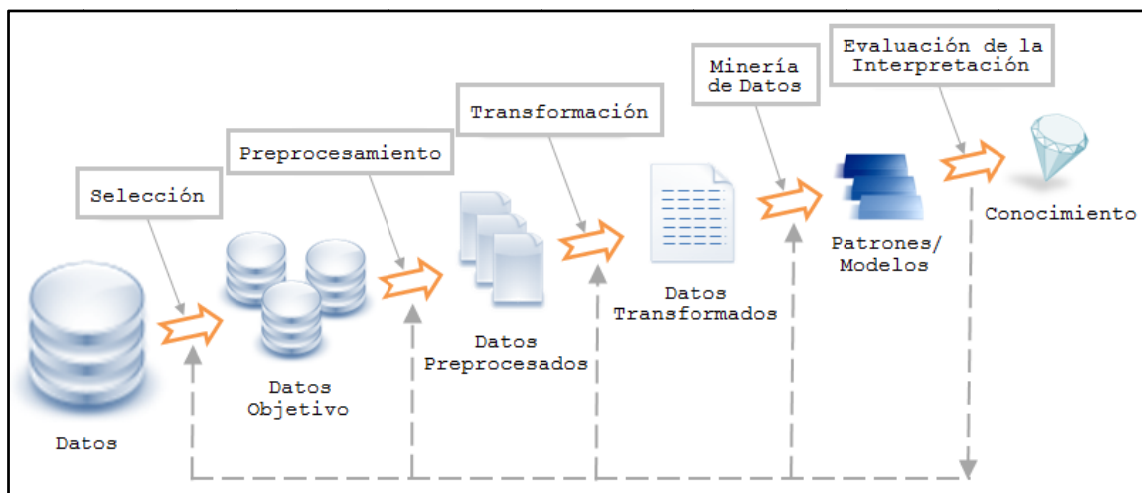 Evaluación de la
Interpretación
Minería
de Datos
Transformación
Preprocesamiento
Selección
Conocimiento
Patrones/
Modelos
Datos
Transformados
Datos
Preprocesados
Datos
Objetivo
Datos